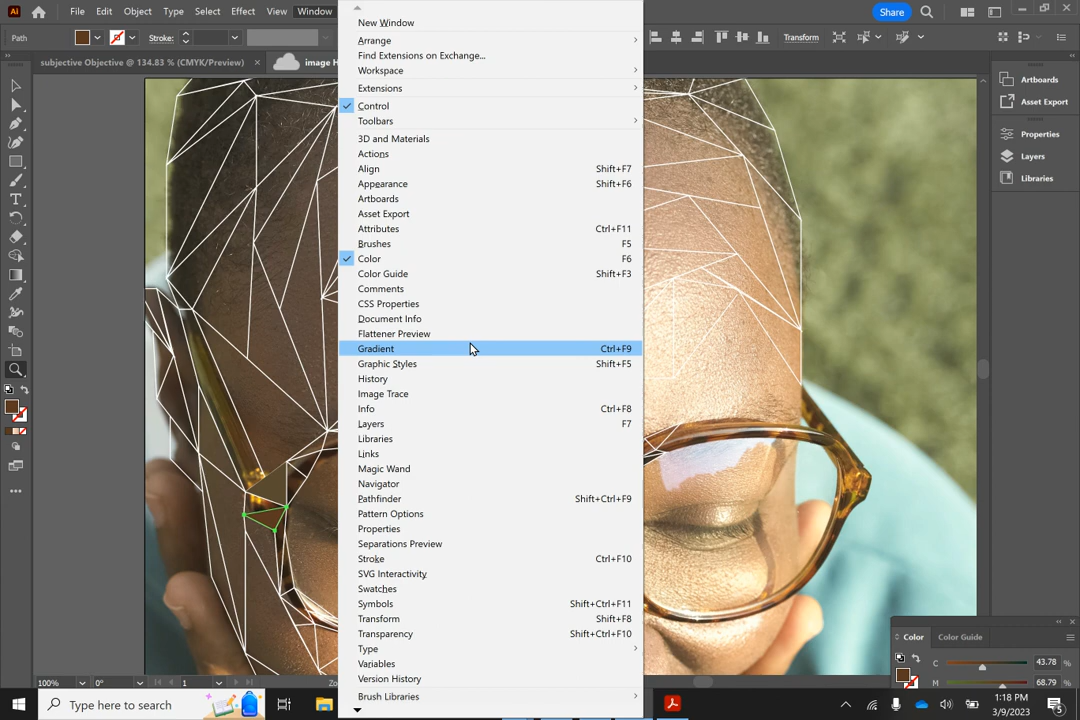 Ai
File
Edit
Object
Type
Select
Effect
View
Window
Share
Path
Stroke:
Transform
subjective Objective @ 134.83 % (CMYK/Preview)
image H
New Window
Arrange
Find Extensions on Exchange...
Workspace
Extensions
Control
Toolbars
3D and Materials
Actions
Align Shift+F7
Appearance Shift+F6
Artboards
Asset Export
Attributes Ctrl+F11
Brushes F5
Color F6
Color Guide Shift+F3
Comments
CSS Properties
Document Info
Flattener Preview
Gradient Ctrl+F9
Graphic Styles Shift+F5
History
Image Trace
Info Ctrl+F8
Layers F7
Libraries
Links
Magic Wand
Navigator
Pathfinder Shift+Ctrl+F9
Pattern Options
Properties
Separations Preview
Stroke Ctrl+F10
SVG Interactivity
Swatches
Symbols Shift+Ctrl+F11
Transform Shift+F8
Transparency Shift+Ctrl+F10
Type
Variables
Version History
Brush Libraries
Artboards
Asset Export
Properties
Layers
Libraries
Color
Color Guide
C 43.78
M 68.79
100%
0°
1
Type here to search
1:18 PM
3/9/2023
5